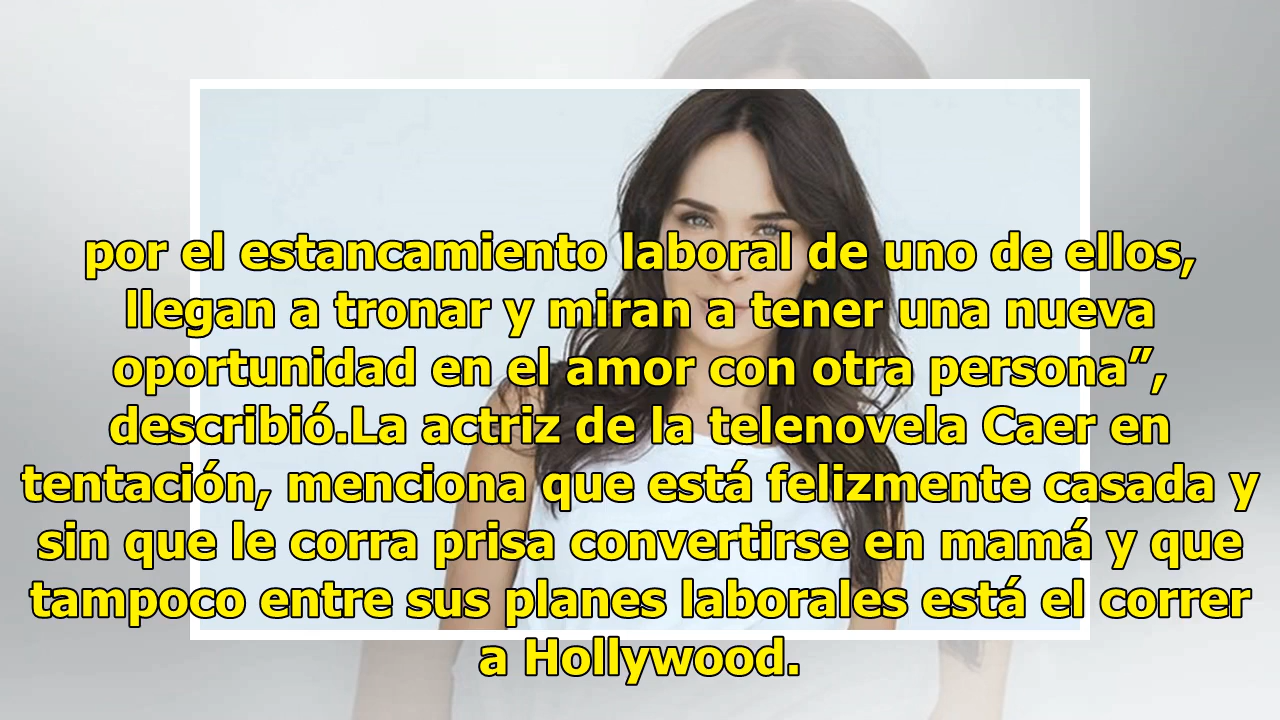 por el estancamiento laboral de uno de ellos,
llegan a tronar y miran a tener una nueva
oportunidad en el amor con otra persona”,
describió.La actriz de la telenovela Caer en
tentación, menciona que está felizmente casada y
sin que le corra prisa convertirse en mamá y que
tampoco entre sus planes laborales está el correr
a Hollywood.